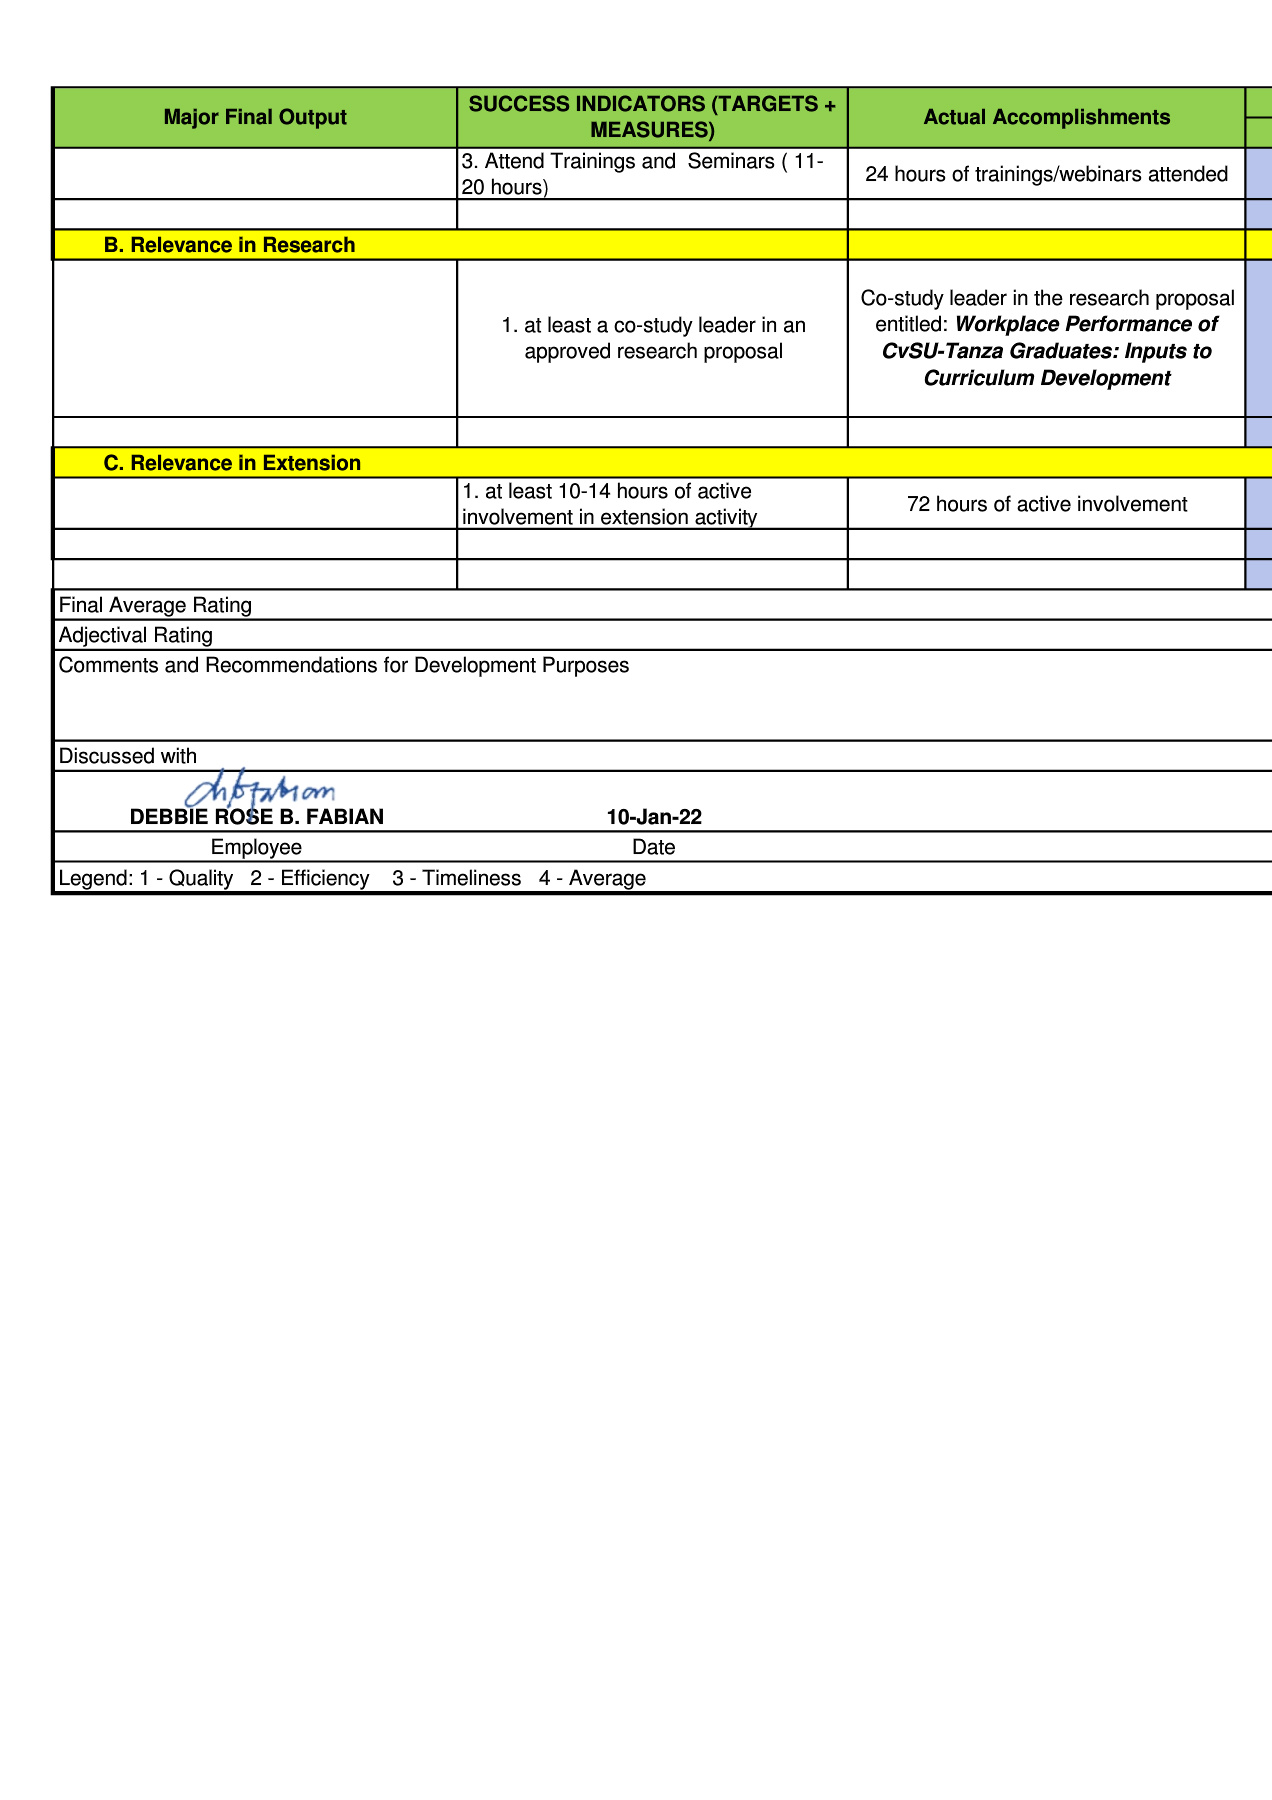 Major Final Output
SUCCESS INDICATORS (TARGETS +
MEASURES)
Actual Accomplishments
3. Attend Trainings and  Seminars ( 11-
20 hours)
24 hours of trainings/webinars attended
B. Relevance in Research
1. at least a co-study leader in an
approved research proposal
Co-study leader in the research proposal
entitled: Workplace Performance of
CvSU-Tanza Graduates: Inputs to
Curriculum Development
C. Relevance in Extension
1. at least 10-14 hours of active
involvement in extension activity
72 hours of active involvement
Final Average Rating
Adjectival Rating
Comments and Recommendations for Development Purposes
Discussed with
DEBBIE ROSE B. FABIAN
10-Jan-22
Employee
Date
Legend: 1 - Quality   2 - Efficiency    3 - Timeliness   4 - Average